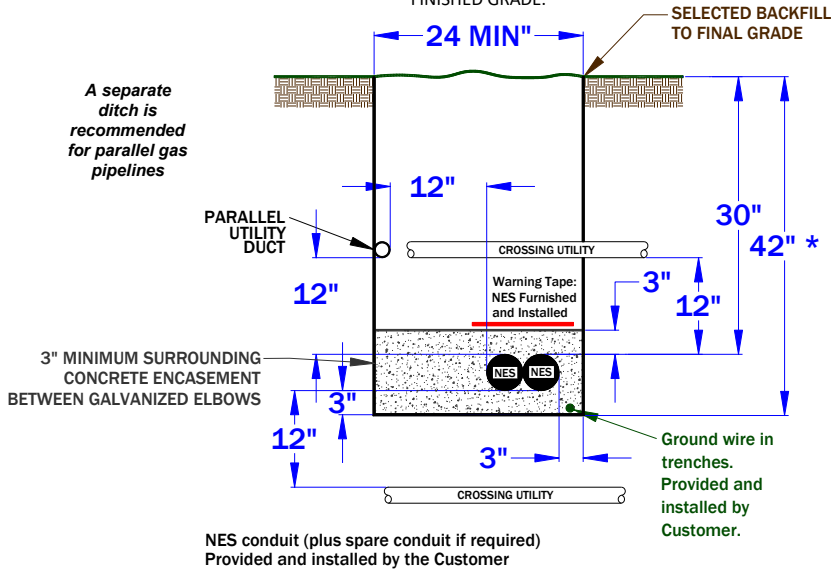 FINISHED GRADE.
SELECTED BACKFILL
TO FINAL GRADE
24 MIN"
A separate
ditch is
recommended
for parallel gas
pipelines
12"
30"
42" *
PARALLEL
UTILITY
DUCT
CROSSING UTILITY
12"
3"
12"
Warning Tape:
NES Furnished
and Installed
3" MINIMUM SURROUNDING
CONCRETE ENCASEMENT
BETWEEN GALVANIZED ELBOWS
NES
NES
3"
12"
3"
Ground wire in
trenches.
Provided and
installed by
Customer.
CROSSING UTILITY
NES conduit (plus spare conduit if required)
Provided and installed by the Customer